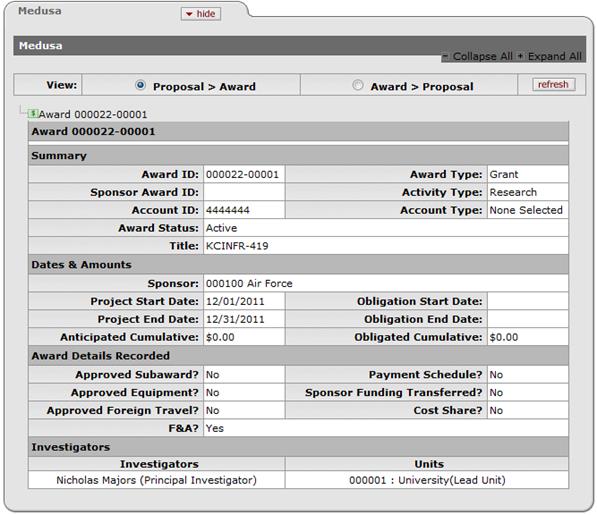 Medusa
hide
Medusa
Collapse All + Expand All
View: Proposal > Award Award > Proposal refresh
$ Award 000022-00001
Award 000022-00001
Summary
Award ID: 000022-00001 Award Type: Grant
Sponsor Award ID: Activity Type: Research
Account ID: 4444444 Account Type: None Selected
Award Status: Active
Title: KCINFR-419
Dates & Amounts
Sponsor: 000100 Air Force
Project Start Date: 12/01/2011 Obligation Start Date:
Project End Date: 12/31/2011 Obligation End Date:
Anticipated Cumulative: $0.00 Obligated Cumulative: $0.00
Award Details Recorded
Approved Subaward? No Payment Schedule? No
Approved Equipment? No Sponsor Funding Transferred? No
Approved Foreign Travel? No Cost Share? No
F&A? Yes
Investigators
Investigators Units
Nicholas Majors (Principal Investigator) 000001 : University(Lead Unit)